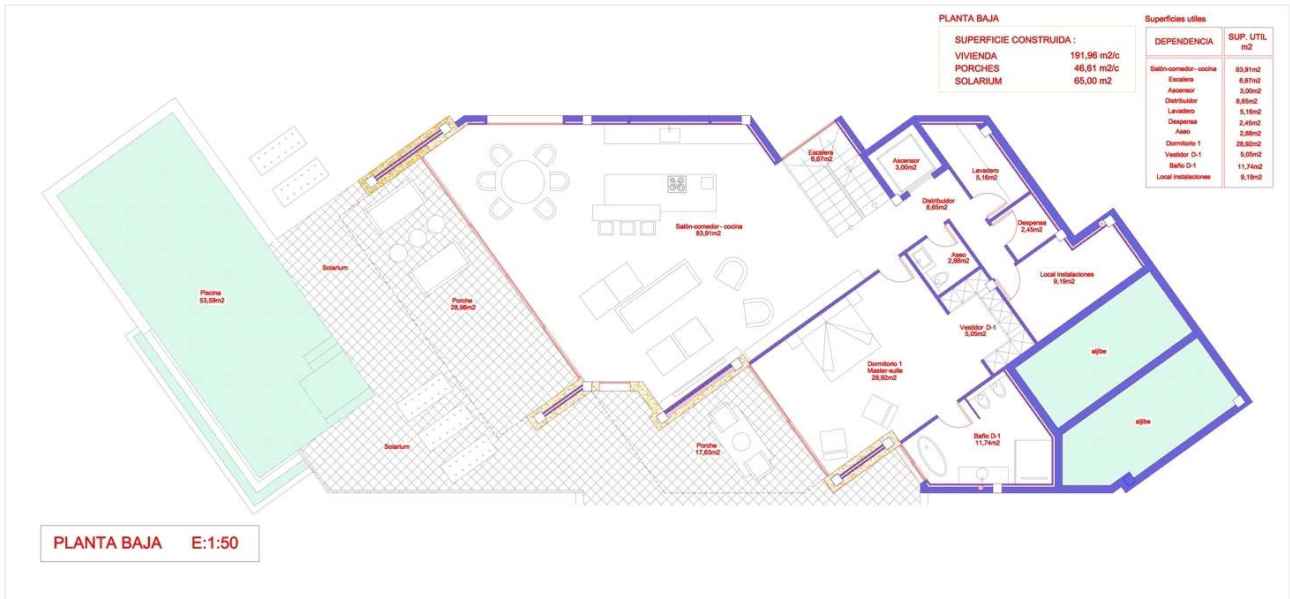 PLANTA BAJA
SUPERFICIE CONSTRUIDA :
VIVIENDA 191,96 m2/c
PORCHES 46,61 m2/c
SOLARIUM 65,00 m2
Superficies utiles
DEPENDENCIA SUP. UTIL
m2
Salón-comedor- cocina 83,91m2
Escalera 6,67m2
Ascensor 3,00m2
Distribuidor 8,65m2
Lavadero 5,16m2
Despensa 2,45m2
Aseo 2,88m2
Dormitorio 1 28,92m2
Vestidor D-1 5,05m2
Baño D-1 11,74m2
Local instalaciones 9,19m2
Escalera
6,67m2
Ascensor
3,00m2
Lavadero
5,16m2
Distribuidor
8,65m2
Despensa
2,45m2
Salón-comedor- cocina
83,91m2
Aseo
2,88m2
Solarium
Local instalaciones
9,19m2
Piscina
53,59m2
Porche
28,98m2
Vestidor D-1
5,05m2
aljibe
Dormitorio 1
Master-suite
28,92m2
aljibe
Solarium
Porche
17,63m2
Baño D-1
11,74m2
PLANTA BAJA E:1:50